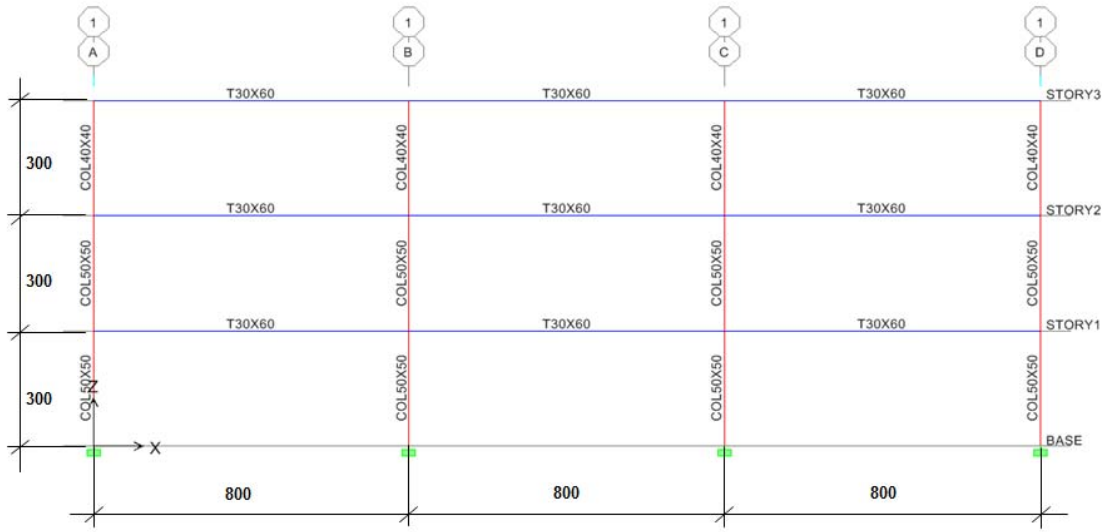 1 1 1 1
A B C D
T30X60 T30X60 T30X60 STORY3
300 COL40X40 COL40X40 COL40X40 COL40X40
T30X60 T30X60 T30X60 STORY2
300 COL50X50 COL50X50 COL50X50 COL50X50
T30X60 T30X60 T30X60 STORY1
300 COL50X50 COL50X50 COL50X50 COL50X50
Z
X BASE
800 800 800